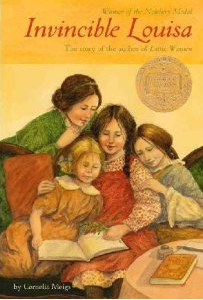 Winner of the Newbery Medal
Invincible Louisa
The story of the author of Little Women
by Cornelia Meigs